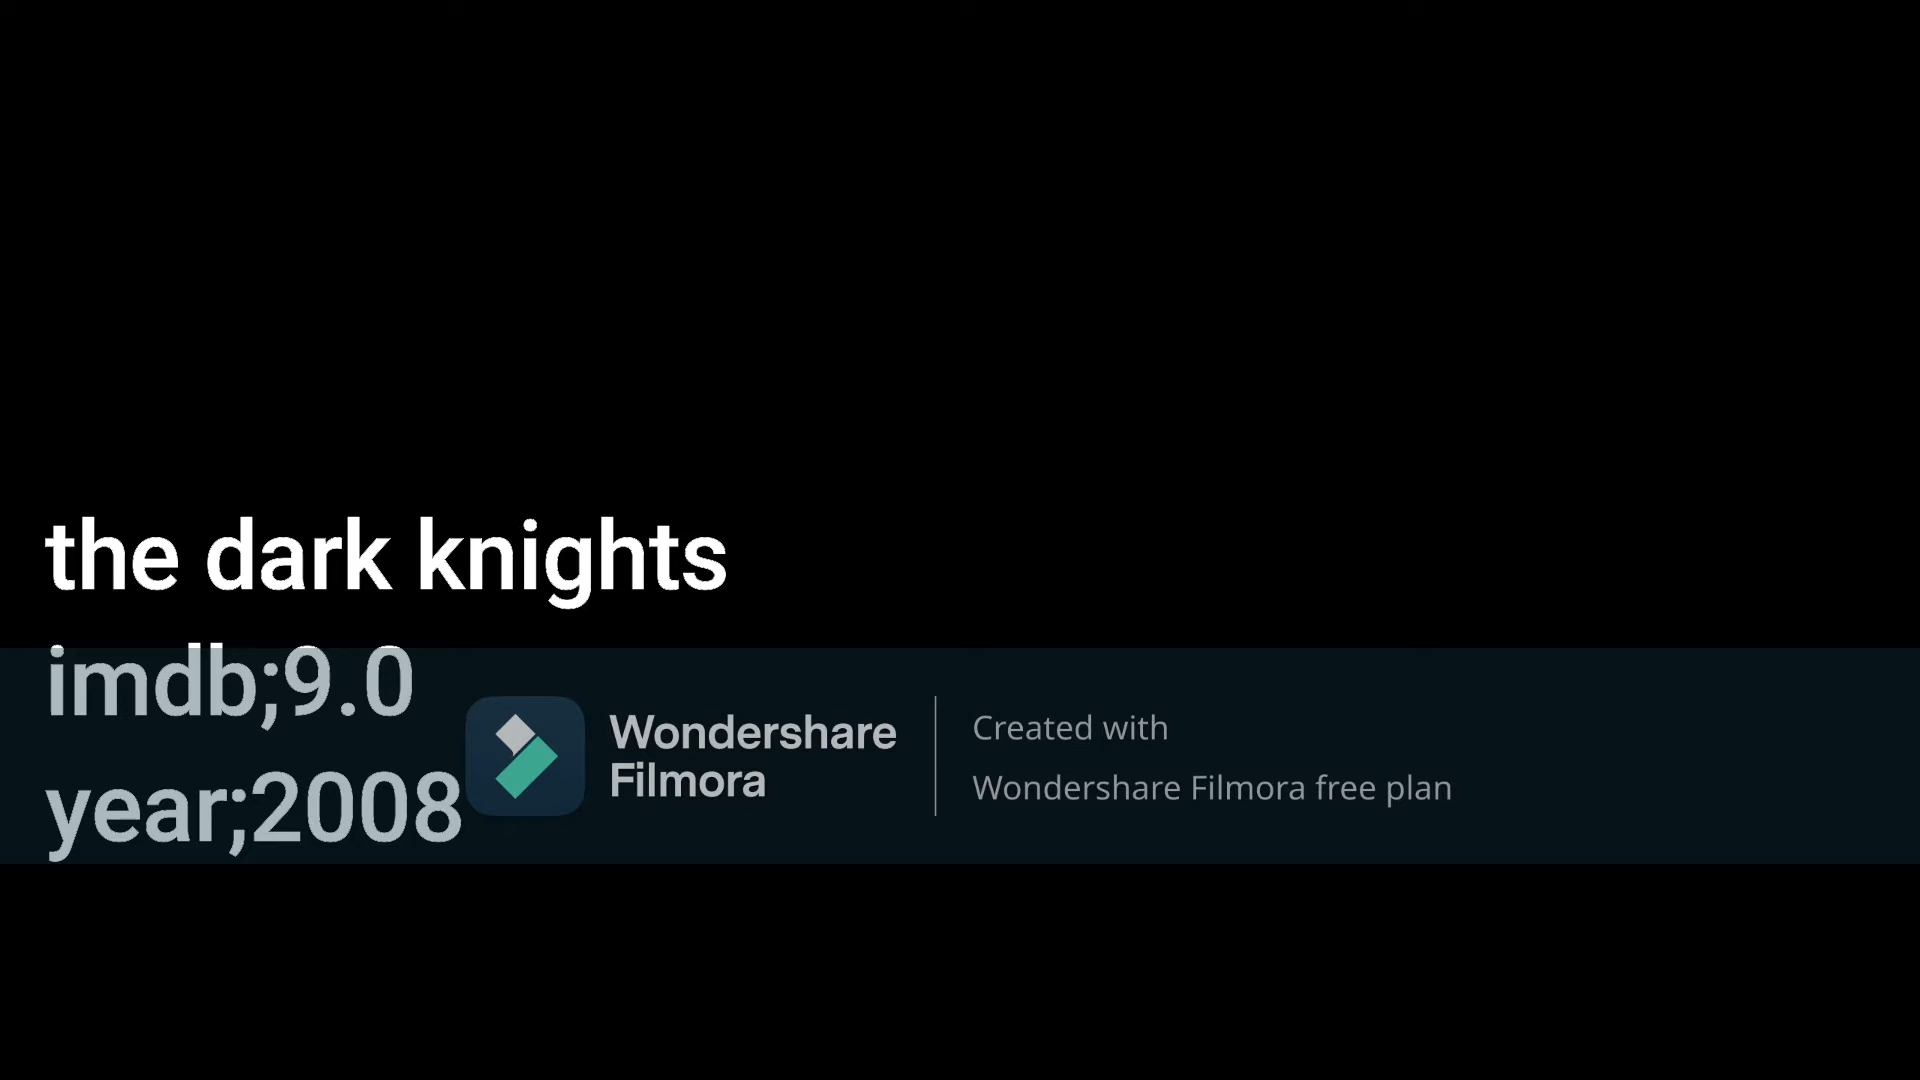 the dark knights
imdb;9.0
year;2008
Wondershare
Filmora
Created with
Wondershare Filmora free plan